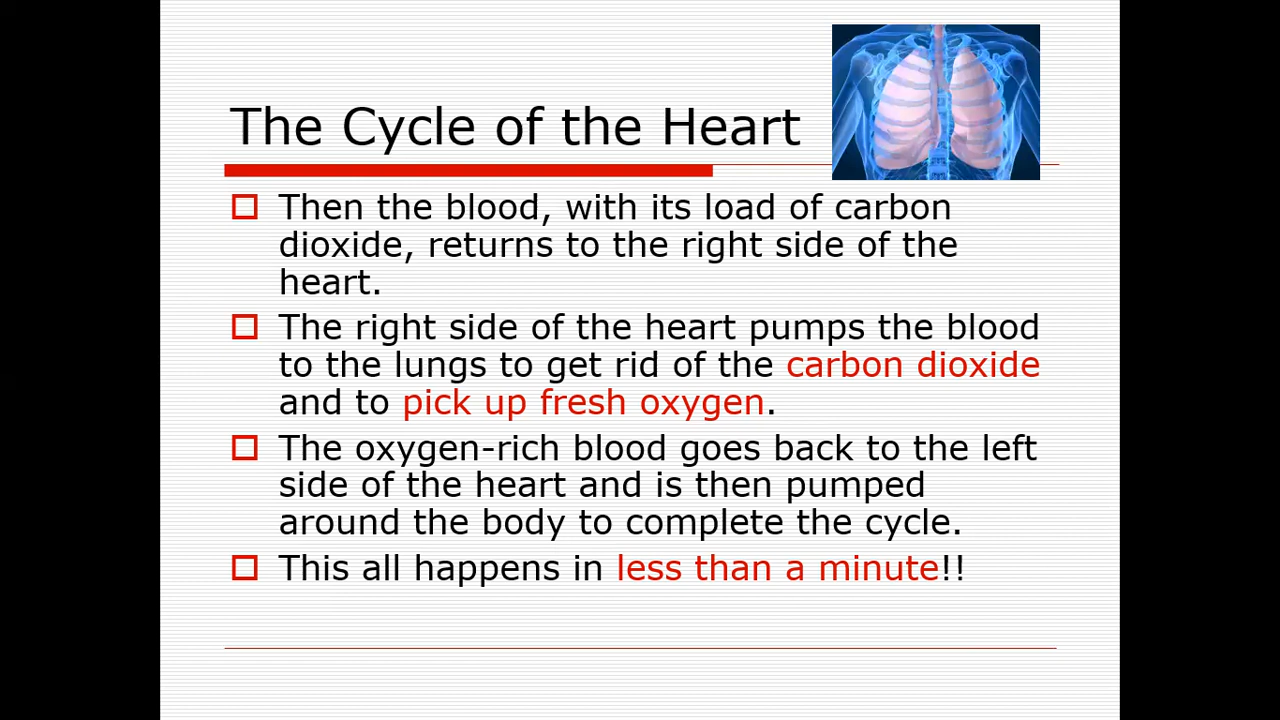 The Cycle of the Heart
Then the blood, with its load of carbon
dioxide, returns to the right side of the
heart.
The right side of the heart pumps the blood
to the lungs to get rid of the carbon dioxide
and to pick up fresh oxygen.
The oxygen-rich blood goes back to the left
side of the heart and is then pumped
around the body to complete the cycle.
This all happens in less than a minute!!